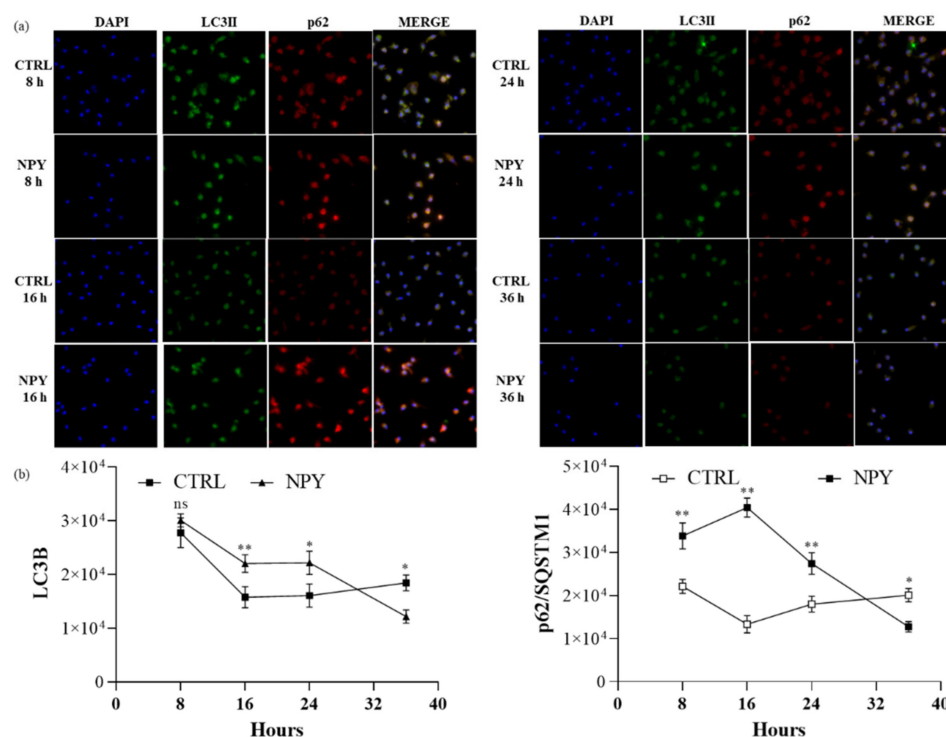 (a)
DAPI LC3II p62 MERGE
CTRL
8 h
NPY
8 h
CTRL
16 h
NPY
16 h
DAPI LC3II p62 MERGE
CTRL
24 h
NPY
24 h
CTRL
36 h
NPY
36 h
(b)
CTRL NPY
4×10⁴
3×10⁴
2×10⁴
1×10⁴
0
LC3B
ns
**
*
*
0 8 16 24 32 40
Hours
CTRL NPY
5×10⁴
4×10⁴
3×10⁴
2×10⁴
1×10⁴
0
p62/SQSTM1
**
**
**
*
0 8 16 24 32 40
Hours